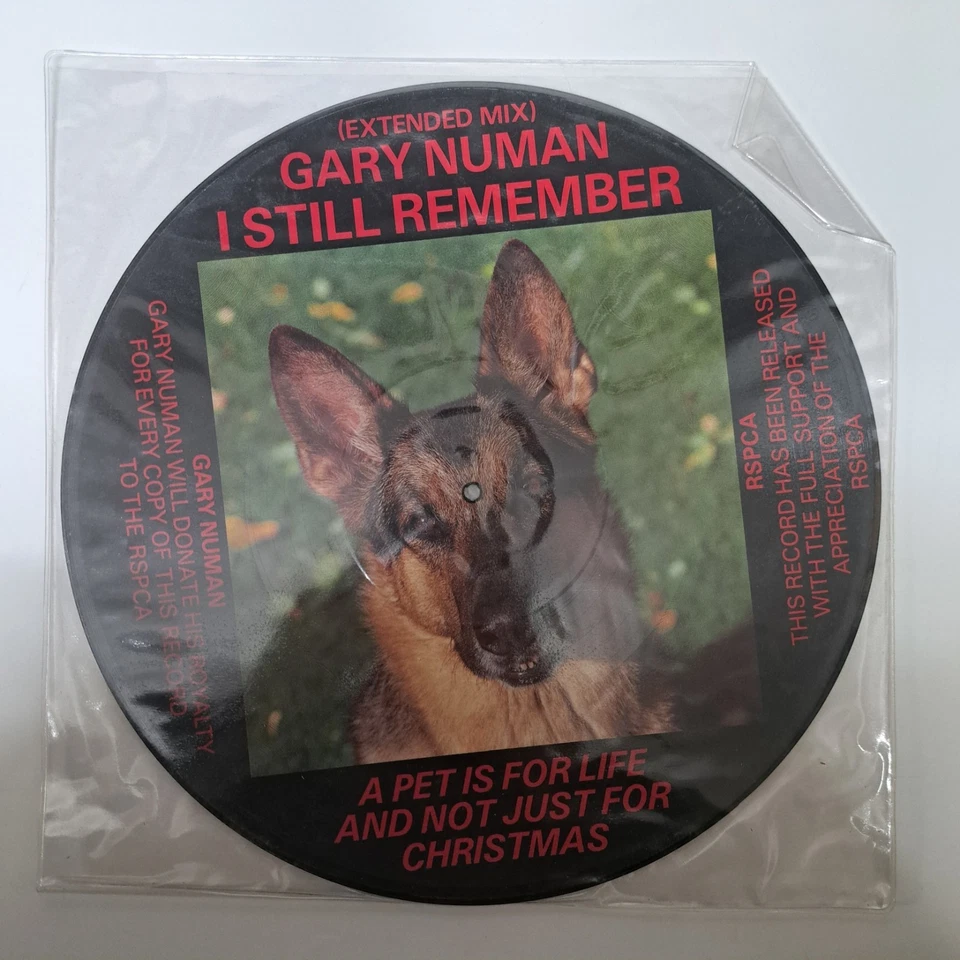 (EXTENDED MIX)
GARY NUMAN
I STILL REMEMBER
GARY NUMAN
GARY NUMAN WILL DONATE HIS ROYALTY
FOR EVERY COPY OF THIS RECORD
TO THE RSPCA
RSPCA
THIS RECORD HAS BEEN RELEASED
WITH THE FULL SUPPORT AND
APPRECIATION OF THE
RSPCA
A PET IS FOR LIFE
AND NOT JUST FOR
CHRISTMAS